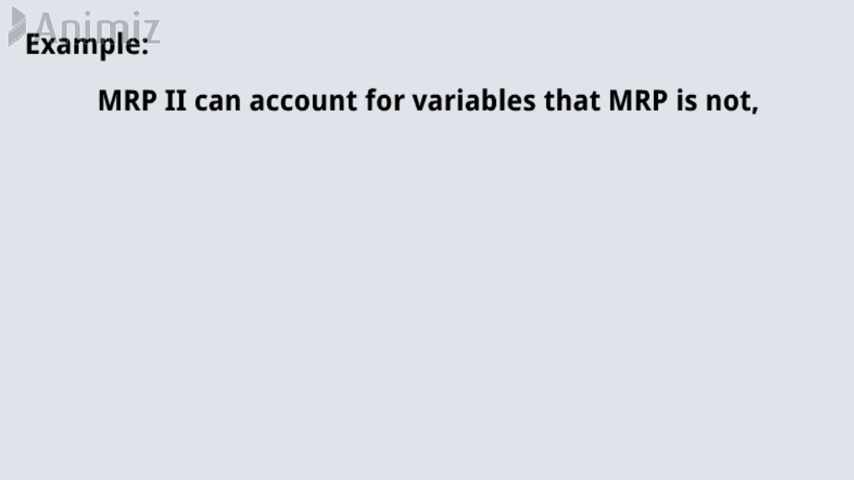 Animiz
Example:
MRP II can account for variables that MRP is not,